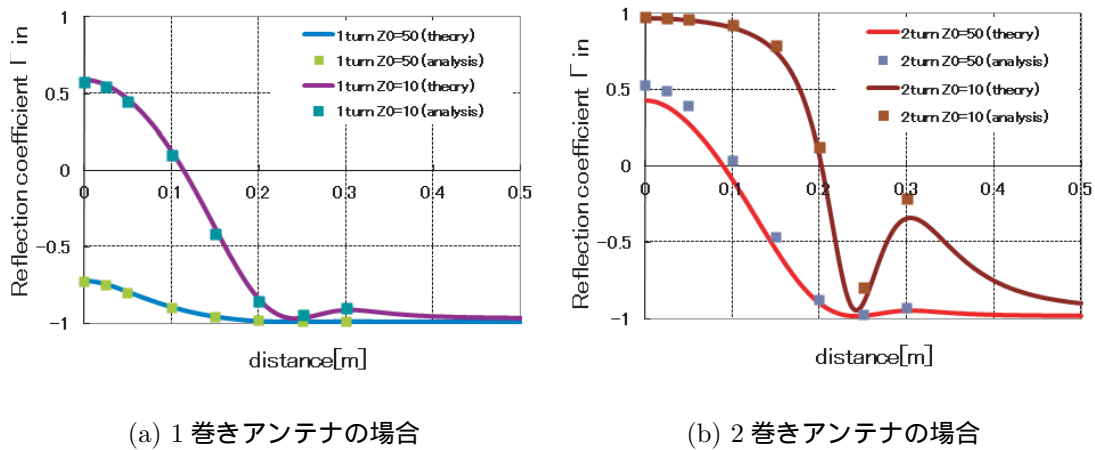 Reflection coefficient Γ in
1
0.5
0
-0.5
-1
0
0.1
0.2
0.3
0.4
0.5
1turn Z0=50 (theory)
1turn Z0=50 (analysis)
1turn Z0=10 (theory)
1turn Z0=10 (analysis)
distance[m]
(a) 1 巻きアンテナの場合
Reflection coefficient Γ in
1
0.5
0
-0.5
-1
0
0.1
0.2
0.3
0.4
0.5
2turn Z0=50 (theory)
2turn Z0=50 (analysis)
2turn Z0=10 (theory)
2turn Z0=10 (analysis)
distance[m]
(b) 2 巻きアンテナの場合